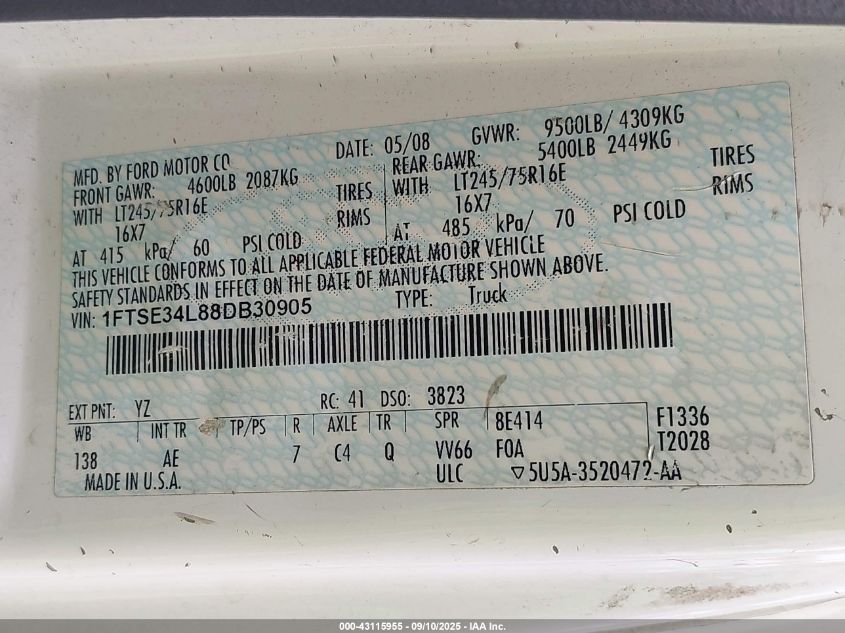 MFD. BY FORD MOTOR CO DATE: 05/08 GVWR: 9500LB/ 4309KG
FRONT GAWR: 4600LB 2087KG REAR GAWR: 5400LB 2449KG
WITH LT245/75R16E TIRES WITH LT245/75R16E TIRES
16X7 RIMS 16X7 RIMS
AT 415 kPa/ 60 PSI COLD AT 485 kPa/ 70 PSI COLD
THIS VEHICLE CONFORMS TO ALL APPLICABLE FEDERAL MOTOR VEHICLE
SAFETY STANDARDS IN EFFECT ON THE DATE OF MANUFACTURE SHOWN ABOVE.
VIN: 1FTSE34L88DB30905 TYPE: Truck
EXT PNT: YZ RC: 41 DSO: 3823
WB INT TR TP/PS R AXLE TR SPR 8E414 F1336
138 AE 7 C4 Q VV66 FOA T2028
MADE IN U.S.A. ULC ▽5U5A-3520472-AA
000-43115955 - 09/10/2025 - IAA Inc.